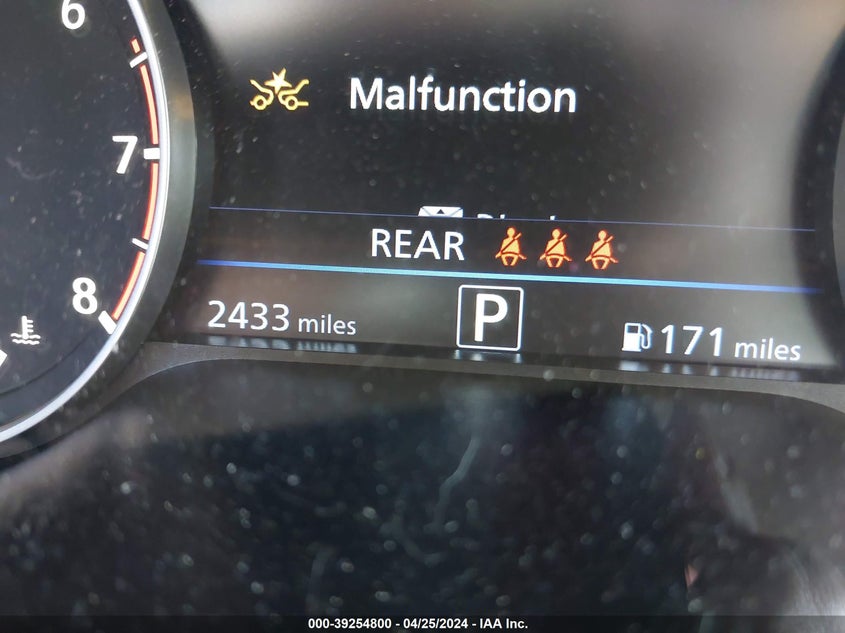 6
Malfunction
7
REAR
8
2433 miles
P
171 miles
000-39254800 - 04/25/2024 - IAA Inc.